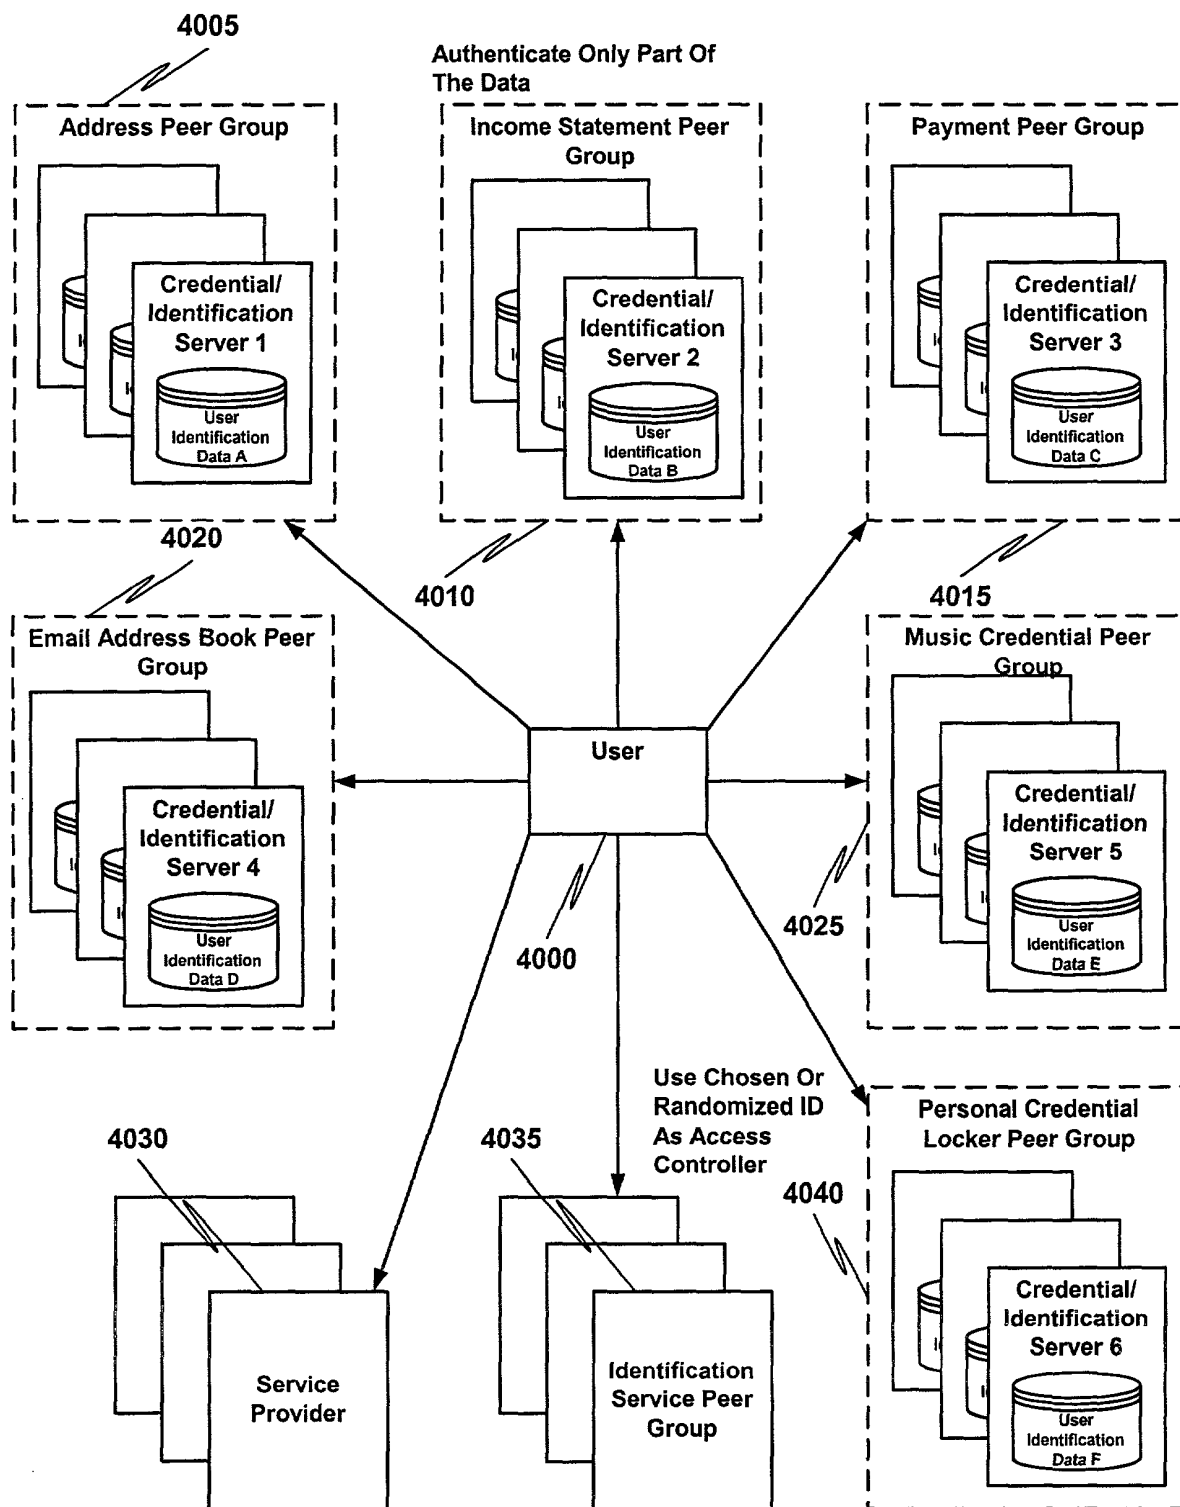 4005
Authenticate Only Part Of
The Data
Address Peer Group
Credential/
Identification
Server 1
User
Identification
Data A
Income Statement Peer
Group
Credential/
Identification
Server 2
User
Identification
Data B
Payment Peer Group
Credential/
Identification
Server 3
User
Identification
Data C
4020
4010
4015
Email Address Book Peer
Group
Credential/
Identification
Server 4
User
Identification
Data D
User
4000
Music Credential Peer
Group
Credential/
Identification
Server 5
User
Identification
Data E
4025
Use Chosen Or
Randomized ID
As Access
Controller
4030
4035
4040
Service
Provider
Identification
Service Peer
Group
Personal Credential
Locker Peer Group
Credential/
Identification
Server 6
User
Identification
Data F